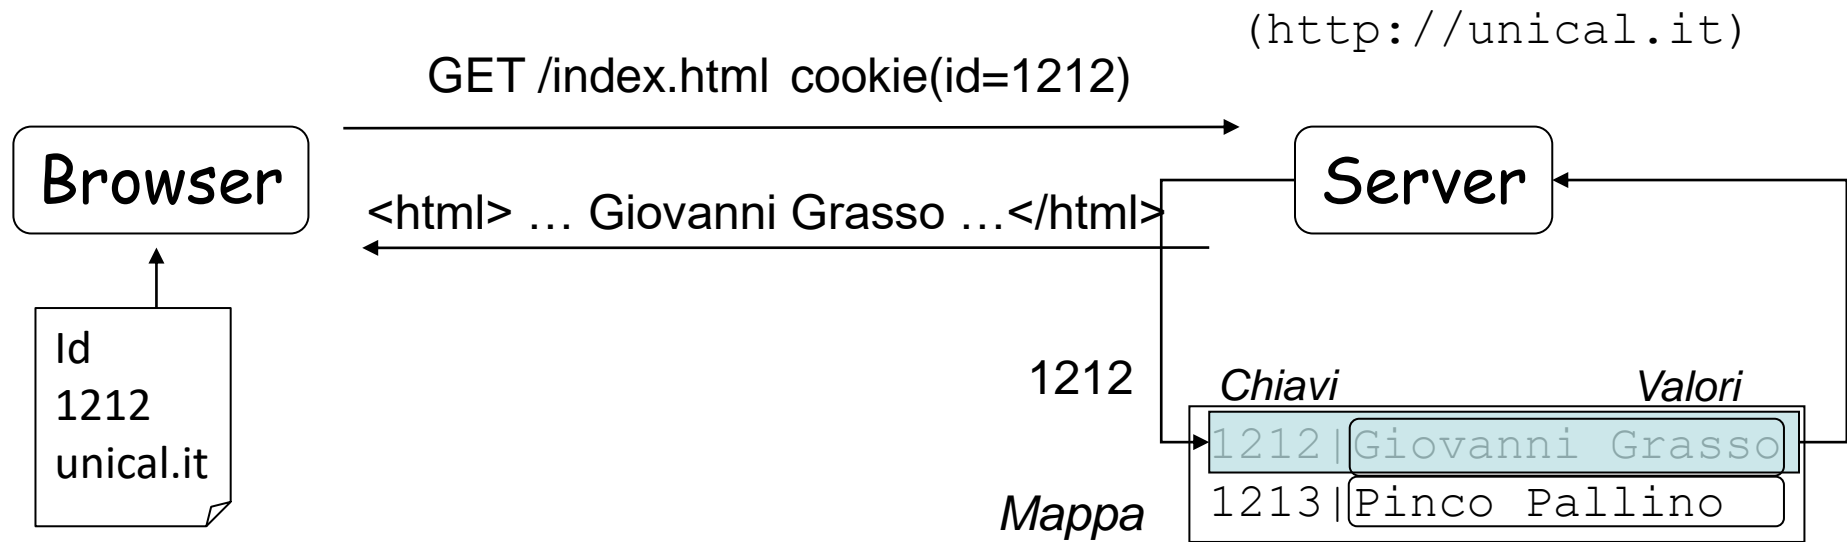 (http://unical.it)
GET /index.html cookie(id=1212)
Browser
Server
<html> … Giovanni Grasso …</html>
Id
1212
unical.it
1212
Chiavi
Valori
1212|Giovanni Grasso
1213|Pinco Pallino
Mappa